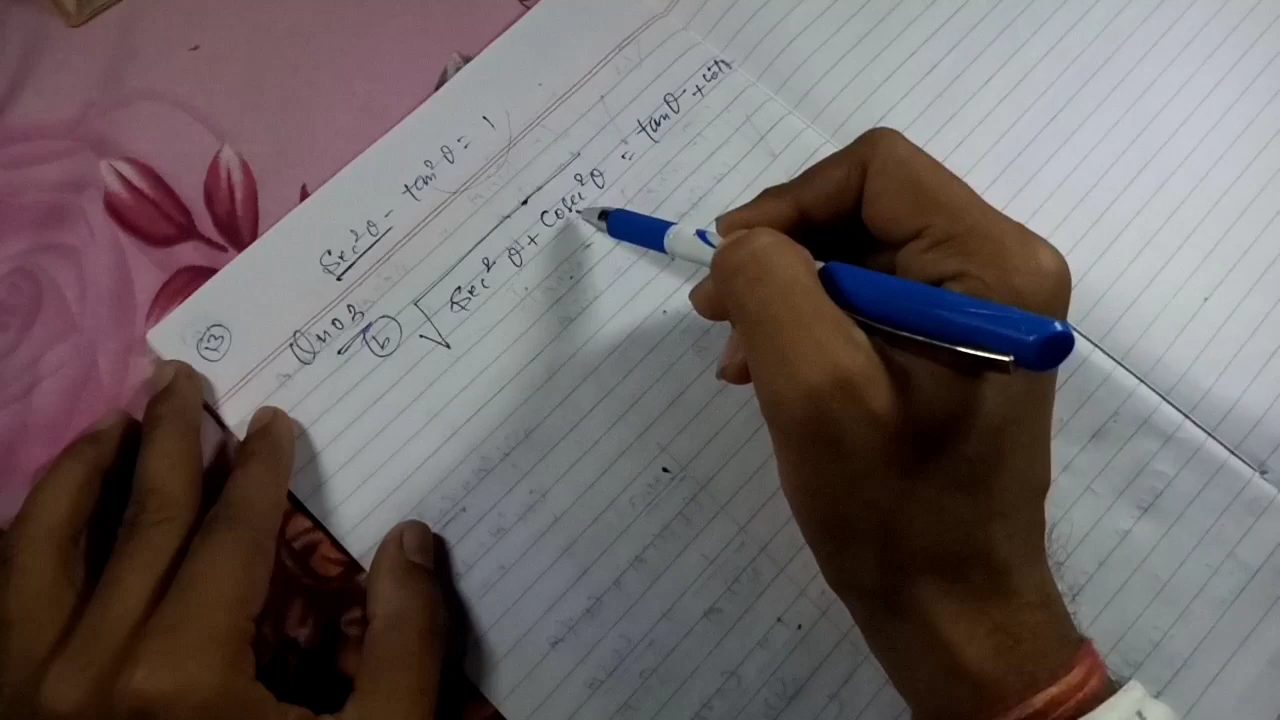 Sec²θ - tan²θ = 1
(13)
Qno3
(b) √(Sec²θ + Cosec²θ) = tanθ + cotθ